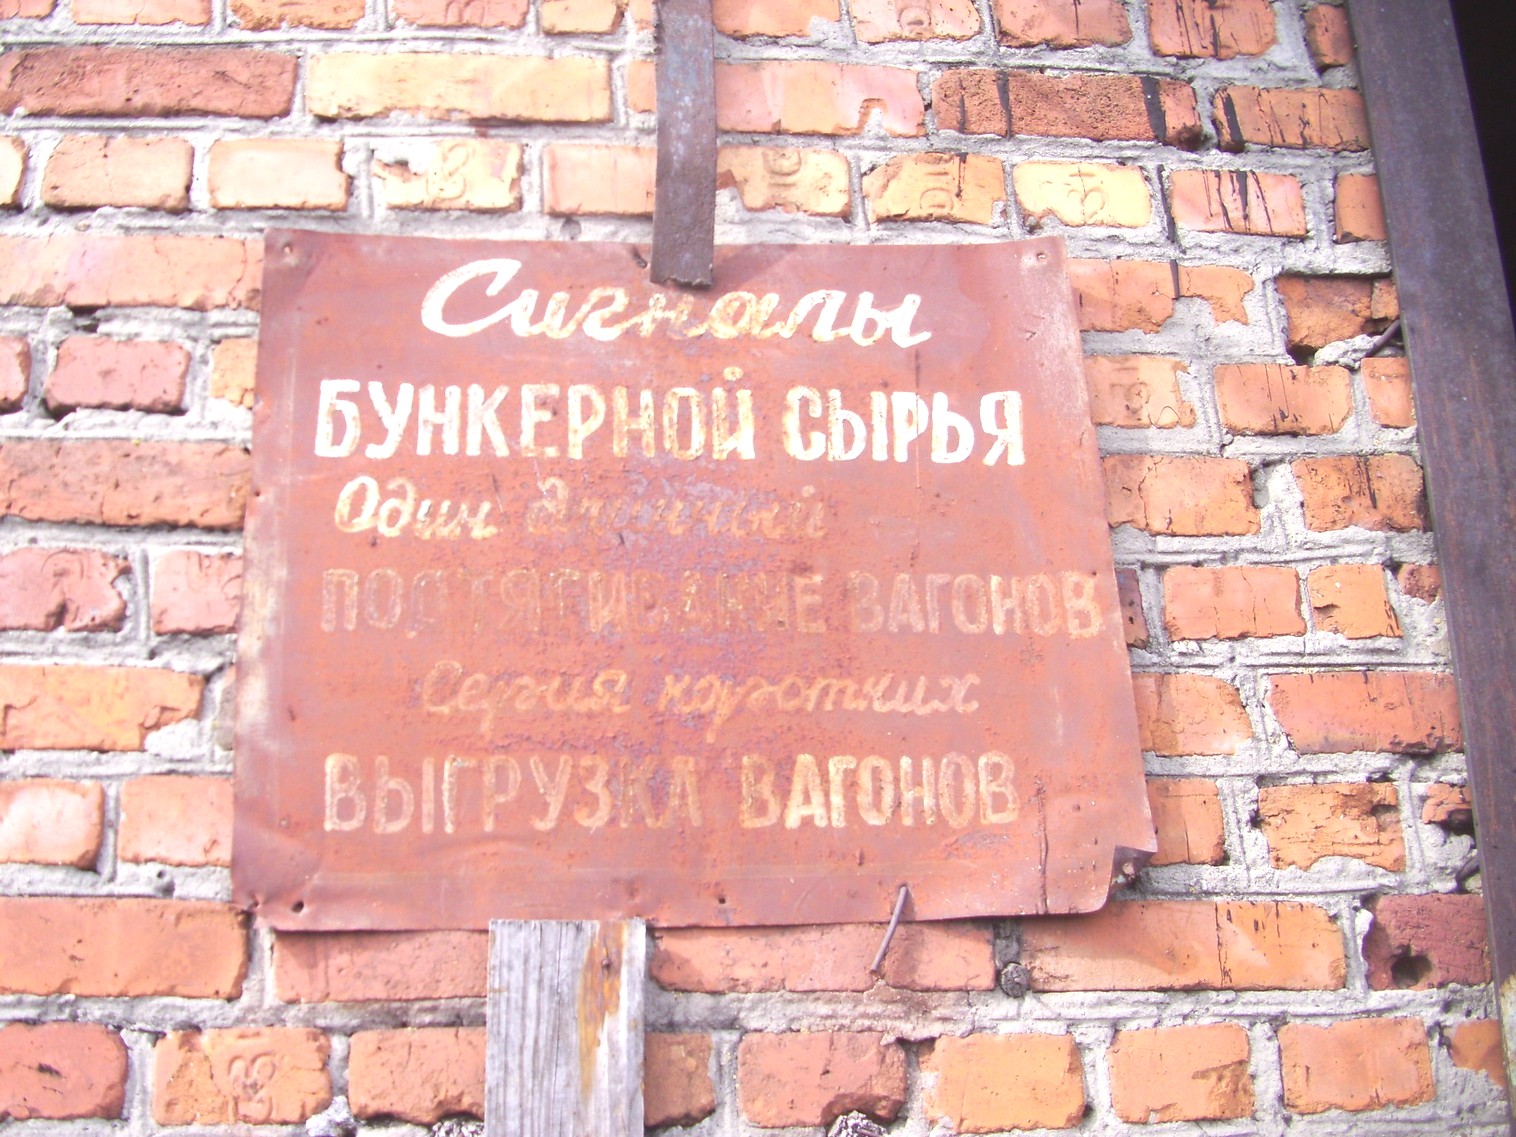 Сигналы
БУНКЕРНОЙ СЫРЬЯ
Один длинный
ПОДТЯГИВАНИЕ ВАГОНОВ
Серия коротких
ВЫГРУЗКА ВАГОНОВ